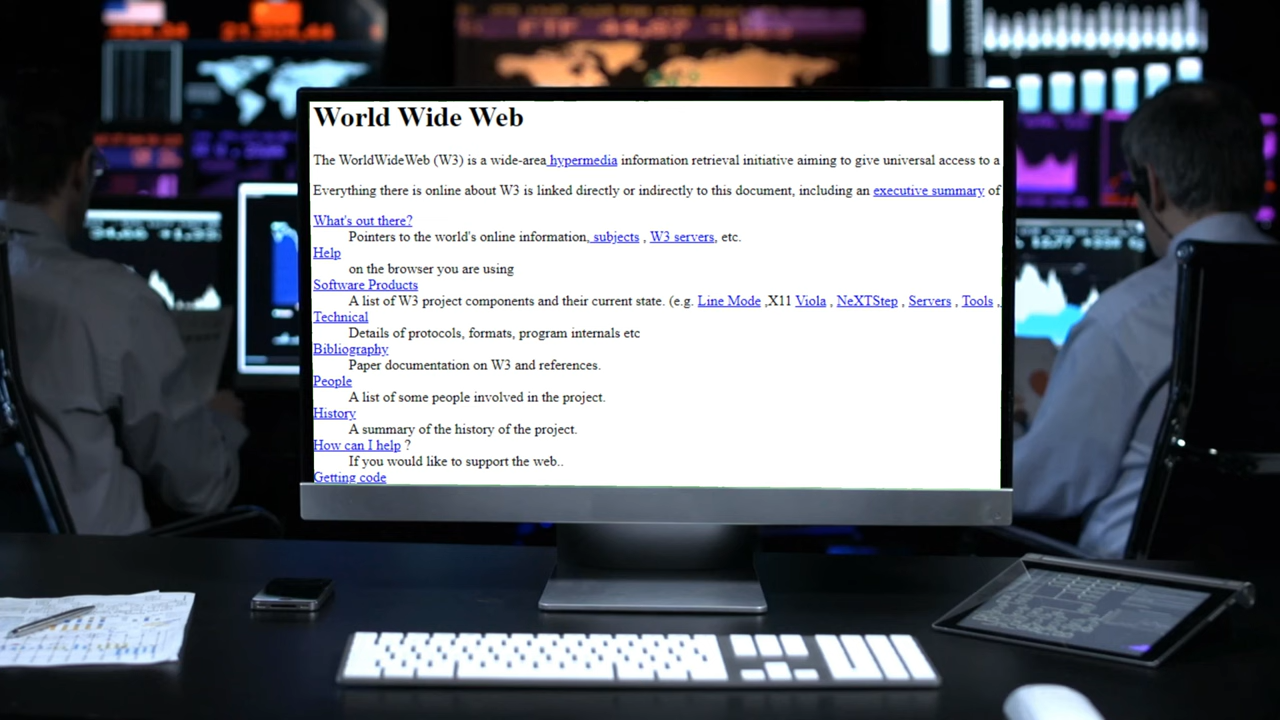 World Wide Web
The WorldWideWeb (W3) is a wide-area hypermedia information retrieval initiative aiming to give universal access to a
Everything there is online about W3 is linked directly or indirectly to this document, including an executive summary of
What's out there?
Pointers to the world's online information, subjects , W3 servers, etc.
Help
on the browser you are using
Software Products
A list of W3 project components and their current state. (e.g. Line Mode ,X11 Viola , NeXTStep , Servers , Tools ,
Technical
Details of protocols, formats, program internals etc
Bibliography
Paper documentation on W3 and references.
People
A list of some people involved in the project.
History
A summary of the history of the project.
How can I help ?
If you would like to support the web..
Getting code